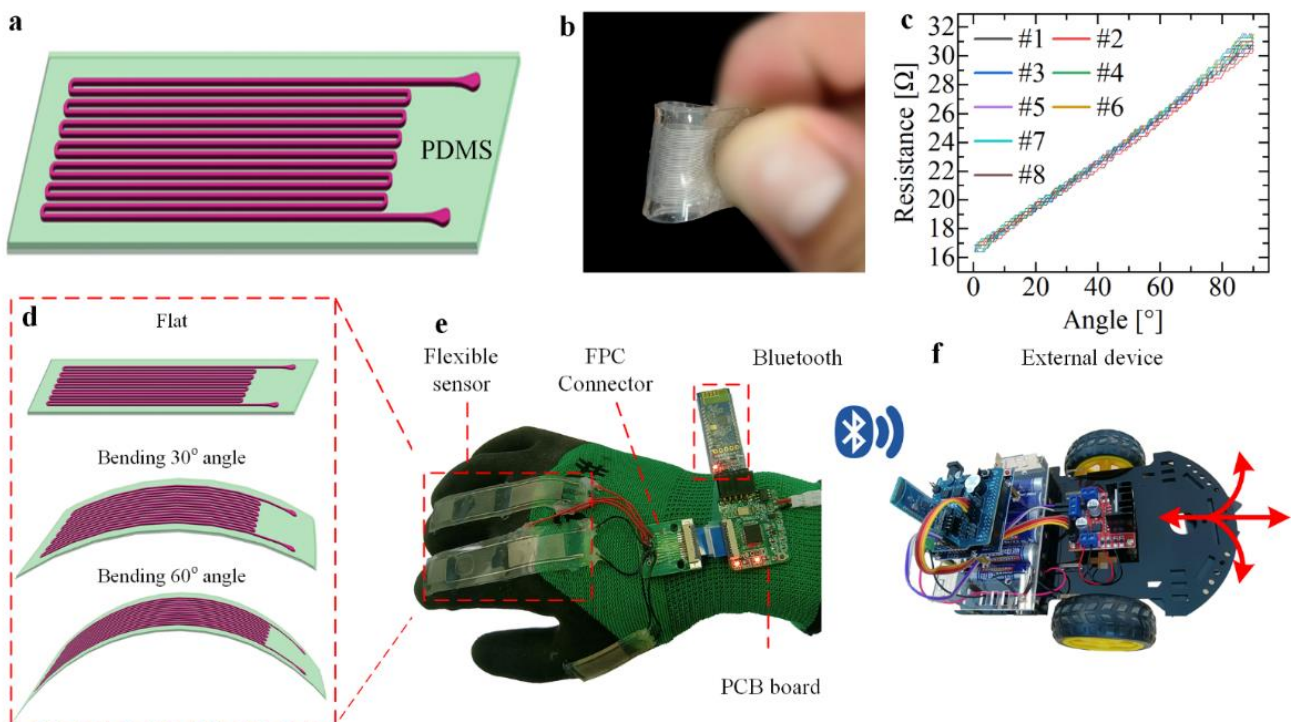 a
PDMS
b
c
Resistance [Ω]
32
30
28
26
24
22
20
18
16
#1
#2
#3
#4
#5
#6
#7
#8
0
20
40
60
80
Angle [°]
d
Flat
Bending 30° angle
Bending 60° angle
e
Flexible
sensor
FPC
Connector
Bluetooth
PCB board
f
External device